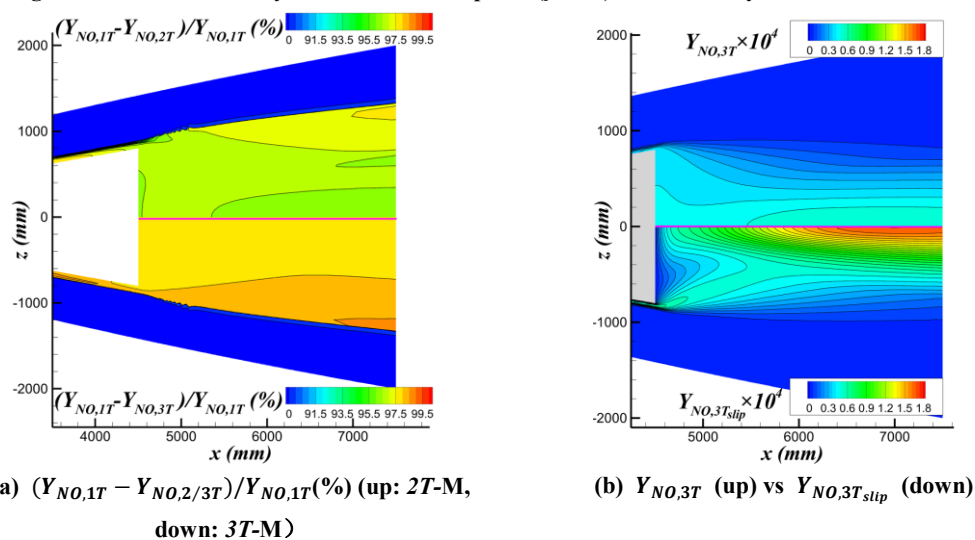 (Y_NO,1T-Y_NO,2T)/Y_NO,1T (%)
0 91.5 93.5 95.5 97.5 99.5
2000
1000
0
-1000
-2000
z (mm)
(Y_NO,1T-Y_NO,3T)/Y_NO,1T (%)
0 91.5 93.5 95.5 97.5 99.5
4000 5000 6000 7000
x (mm)
a) (Y_NO,1T − Y_NO,2/3T)/Y_NO,1T(%) (up: 2T-M,
down: 3T-M）
Y_NO,3T×10^4
0 0.3 0.6 0.9 1.2 1.5 1.8
2000
1000
0
-1000
-2000
z (mm)
Y_NO,3T_slip×10^4
0 0.3 0.6 0.9 1.2 1.5 1.8
5000 6000 7000
x (mm)
(b) Y_NO,3T (up) vs Y_NO,3T_slip (down)